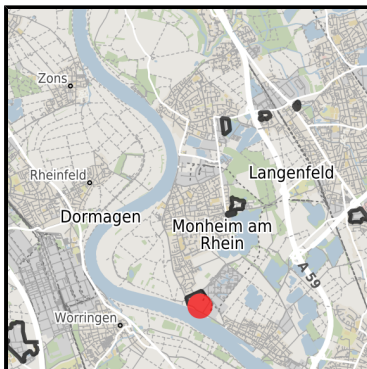 Zons
Langenfeld
Rheinfeld
Dormagen
Monheim am
Rhein
A 59
Worringen